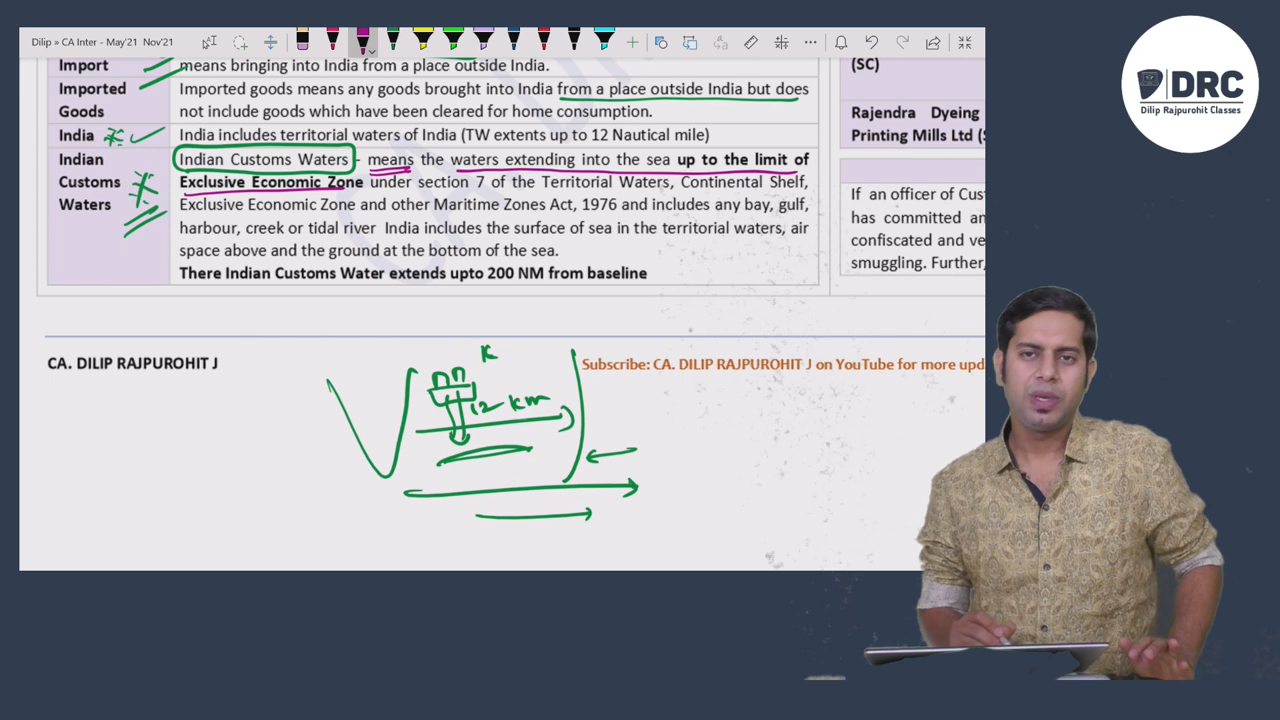 Dilip » CA Inter - May'21 Nov'21
DRC
Dilip Rajpurohit Classes
Import
means bringing into India from a place outside India.
Imported
Goods
Imported goods means any goods brought into India from a place outside India but does
not include goods which have been cleared for home consumption.
India
India includes territorial waters of India (TW extents up to 12 Nautical mile)
Indian
Customs
Waters
Indian Customs Waters - means the waters extending into the sea up to the limit of
Exclusive Economic Zone under section 7 of the Territorial Waters, Continental Shelf,
Exclusive Economic Zone and other Maritime Zones Act, 1976 and includes any bay, gulf,
harbour, creek or tidal river India includes the surface of sea in the territorial waters, air
space above and the ground at the bottom of the sea.
There Indian Customs Water extends upto 200 NM from baseline
(SC)
Rajendra Dyeing
Printing Mills Ltd (S
If an officer of Cus
has committed an
confiscated and ve
smuggling. Further,
CA. DILIP RAJPUROHIT J
Subscribe: CA. DILIP RAJPUROHIT J on YouTube for more upd
K
12 km